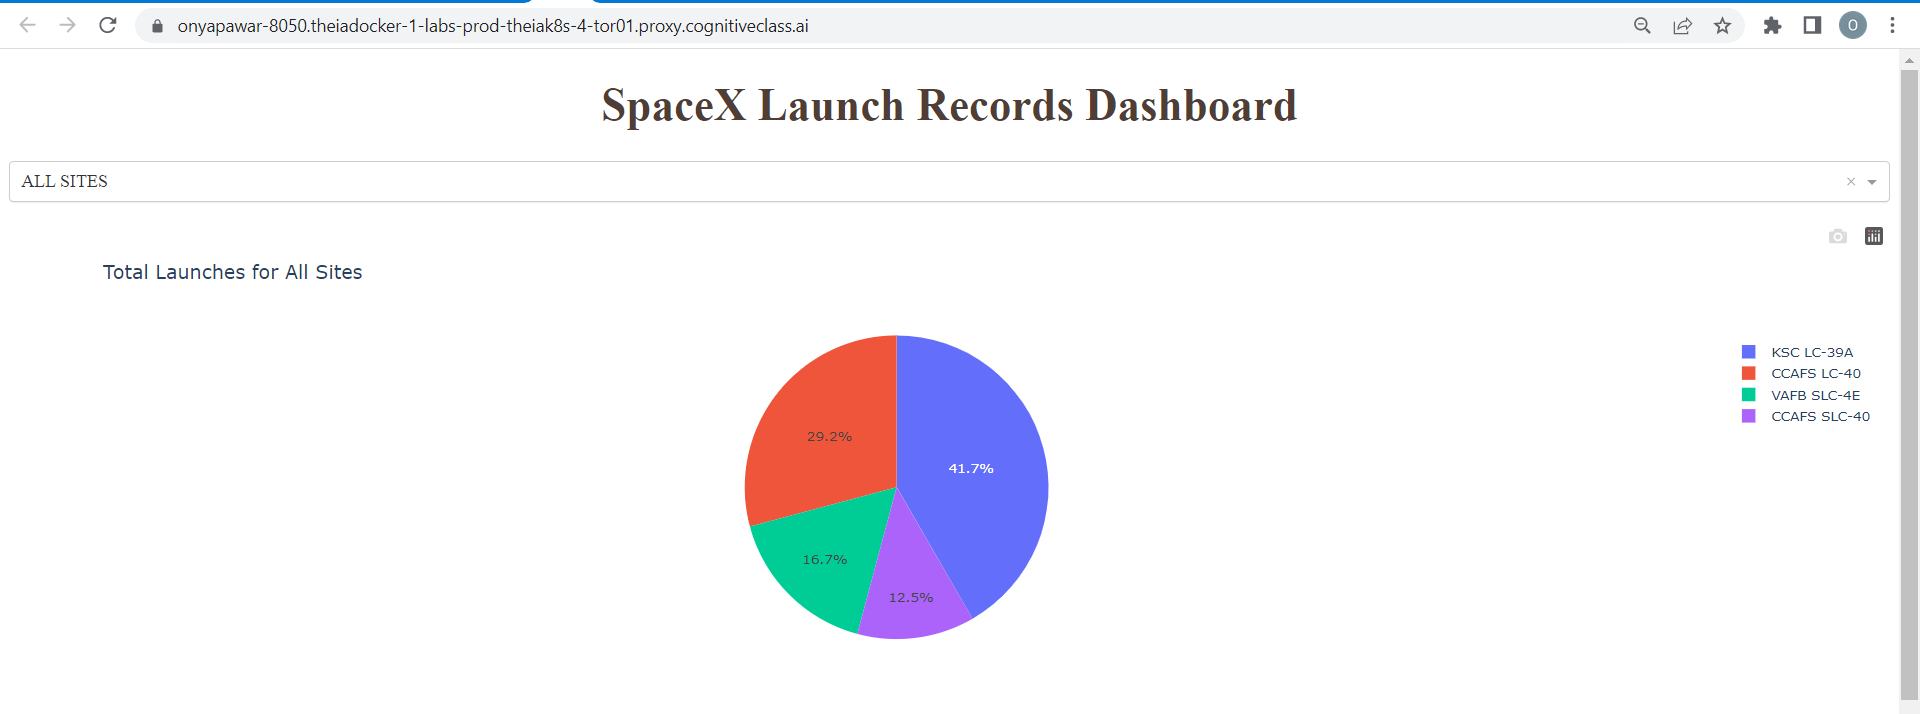 onyapawar-8050.theiadocker-1-labs-prod-theiak8s-4-tor01.proxy.cognitiveclass.ai
O
SpaceX Launch Records Dashboard
ALL SITES
×
Total Launches for All Sites
KSC LC-39A
CCAFS LC-40
VAFB SLC-4E
CCAFS SLC-40
29.2%
41.7%
16.7%
12.5%